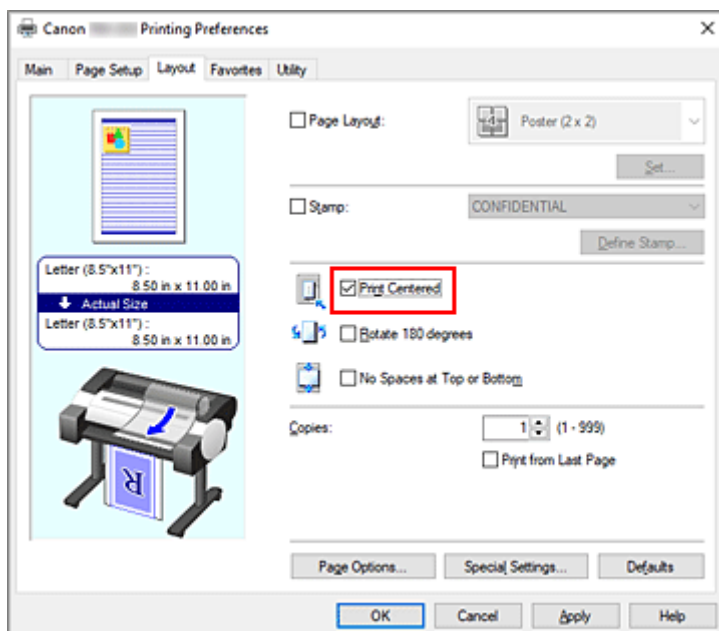 Canon Printing Preferences
Main Page Setup Layout Favorites Utility
Page Layout: 4 Poster (2 x 2)
Set...
Stamp: CONFIDENTIAL
Define Stamp...
Letter (8.5"x11") :
8.50 in x 11.00 in
Actual Size
Letter (8.5"x11") :
8.50 in x 11.00 in
Print Centered
Rotate 180 degrees
No Spaces at Top or Bottom
R
Copies: 1 (1 - 999)
Print from Last Page
Page Options... Special Settings... Defaults
OK Cancel Apply Help